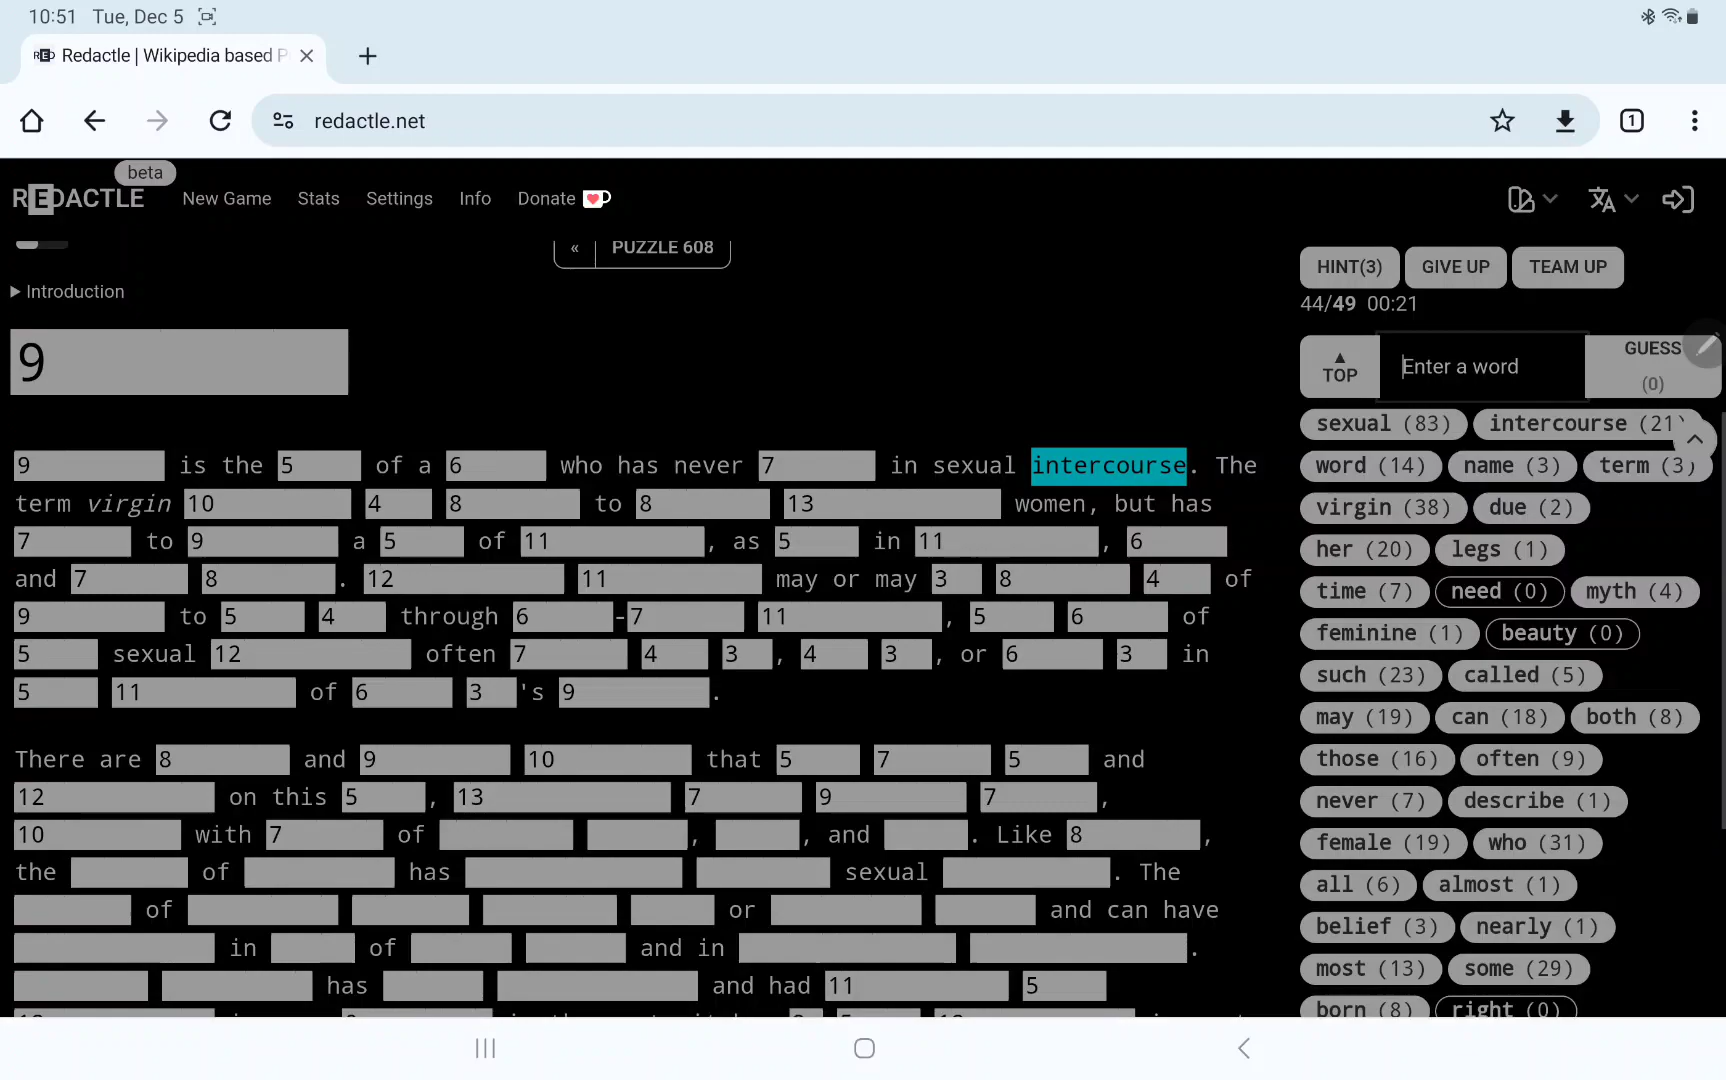 10:51 Tue, Dec 5
RED Redactle | Wikipedia based P
redactle.net
beta
REDACTLE New Game Stats Settings Info Donate
« PUZZLE 608
HINT(3) GIVE UP TEAM UP
44/49 00:21
▶ Introduction
9
▲ TOP Enter a word GUESS (0)
9 is the 5 of a 6 who has never 7 in sexual intercourse. The
term virgin 10 4 8 to 8 13 women, but has
7 to 9 a 5 of 11, as 5 in 11, 6
and 7 8. 12 11 may or may 3 8 4 of
9 to 5 4 through 6-7 11, 5 6 of
5 sexual 12 often 7 4 3, 4 3, or 6 3 in
5 11 of 6 3's 9.
There are 8 and 9 10 that 5 7 5 and
12 on this 5, 13 7 9 7,
10 with 7 of , , and . Like 8,
the of has sexual . The
of or and can have
in of and in .
has and had 11 5
sexual (83) intercourse (21)
word (14) name (3) term (3)
virgin (38) due (2)
her (20) legs (1)
time (7) need (0) myth (4)
feminine (1) beauty (0)
such (23) called (5)
may (19) can (18) both (8)
those (16) often (9)
never (7) describe (1)
female (19) who (31)
all (6) almost (1)
belief (3) nearly (1)
most (13) some (29)
born (8) right (0)